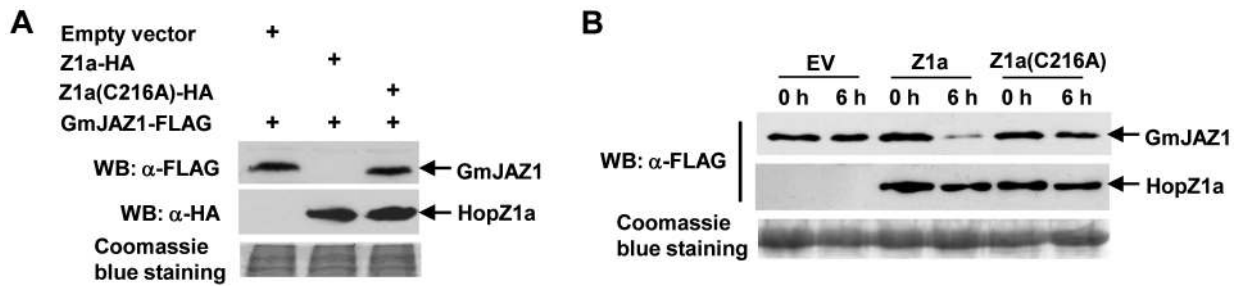 A
Empty vector +
Z1a-HA +
Z1a(C216A)-HA +
GmJAZ1-FLAG + + +
WB: α-FLAG GmJAZ1
WB: α-HA HopZ1a
Coomassie
blue staining
B
EV Z1a Z1a(C216A)
0 h 6 h 0 h 6 h 0 h 6 h
GmJAZ1
WB: α-FLAG
HopZ1a
Coomassie
blue staining